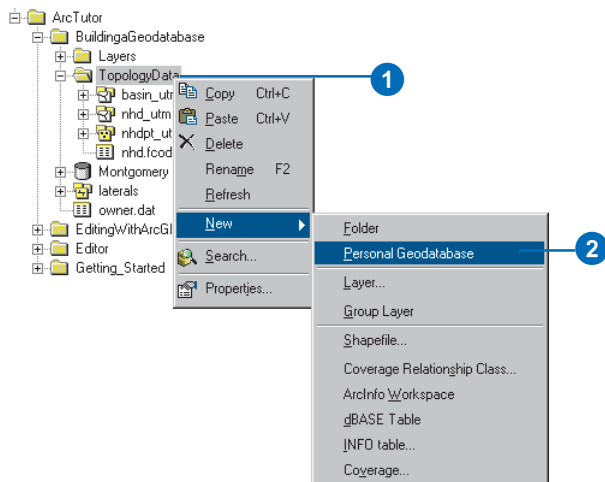 ArcTutor
BuildingaGeodatabase
Layers
TopologyData
basin_utm
nhd_utm
nhdpt_ut
nhd.fcod
Montgomery
laterals
owner.dat
EditingWithArcGI
Editor
Getting_Started
1
Copy Ctrl+C
Paste Ctrl+V
Delete
Rename F2
Refresh
New
Search...
Properties...
2
Folder
Personal Geodatabase
Layer...
Group Layer
Shapefile...
Coverage Relationship Class...
ArcInfo Workspace
dBASE Table
INFO table...
Coverage...